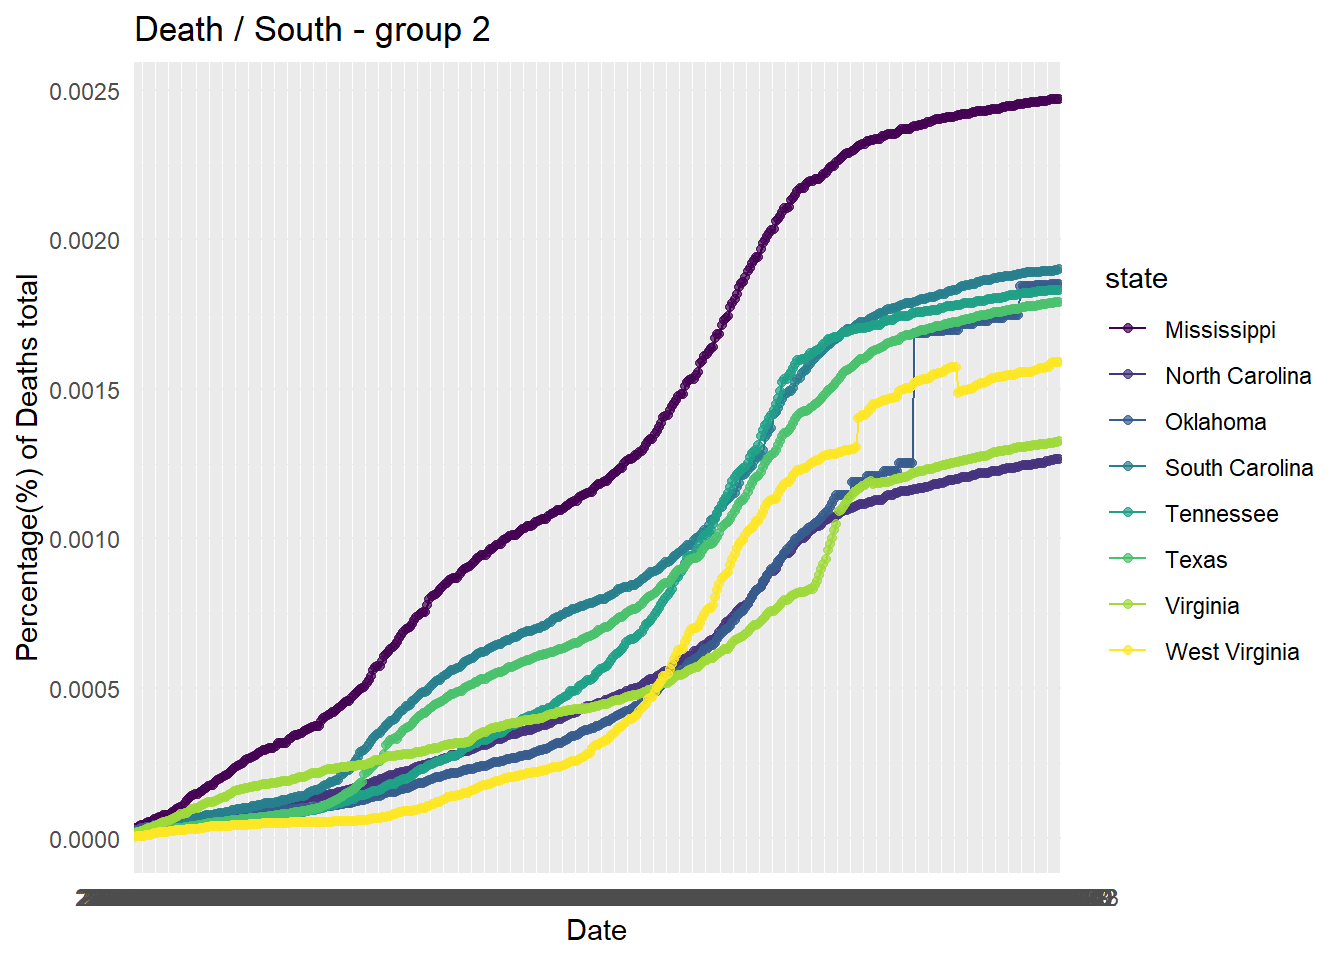 Death / South - group 2
Percentage(%) of Deaths total
0.0025
0.0020
0.0015
0.0010
0.0005
0.0000
Date
state
Mississippi
North Carolina
Oklahoma
South Carolina
Tennessee
Texas
Virginia
West Virginia